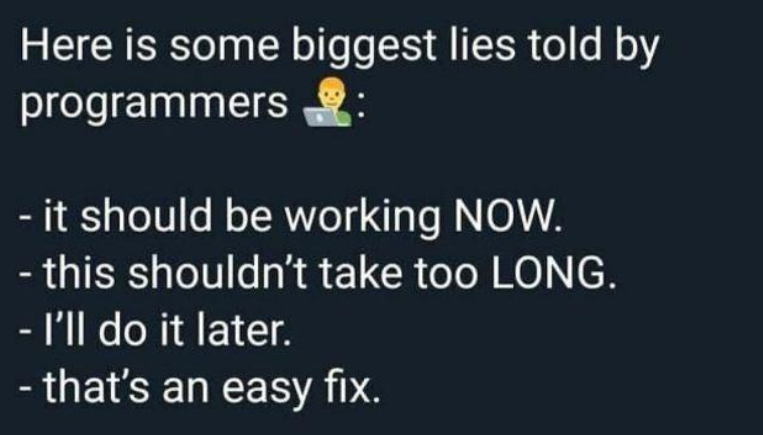 Here is some biggest lies told by
programmers 👨‍💻:
- it should be working NOW.
- this shouldn't take too LONG.
- I'll do it later.
- that's an easy fix.